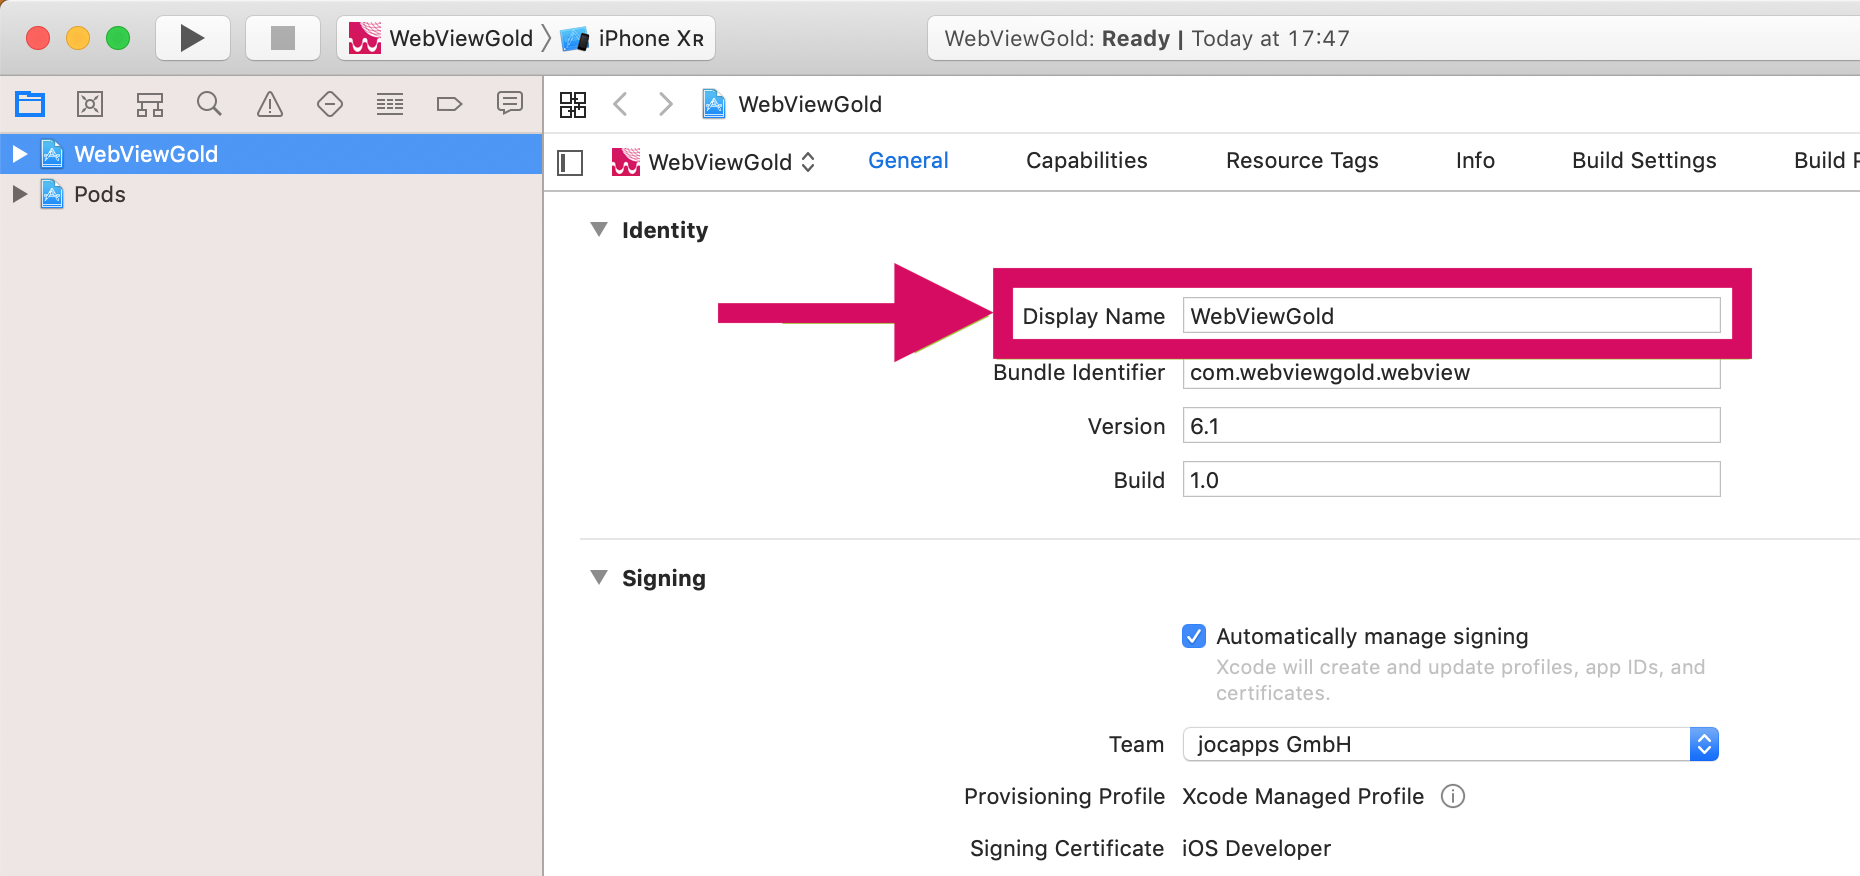 WebViewGold iPhone XR
WebViewGold: Ready | Today at 17:47
WebViewGold
WebViewGold
Pods
WebViewGold General Capabilities Resource Tags Info Build Settings Build
Identity
Display Name WebViewGold
Bundle Identifier com.webviewgold.webview
Version 6.1
Build 1.0
Signing
Automatically manage signing
Xcode will create and update profiles, app IDs, and
certificates.
Team jocapps GmbH
Provisioning Profile Xcode Managed Profile
Signing Certificate iOS Developer